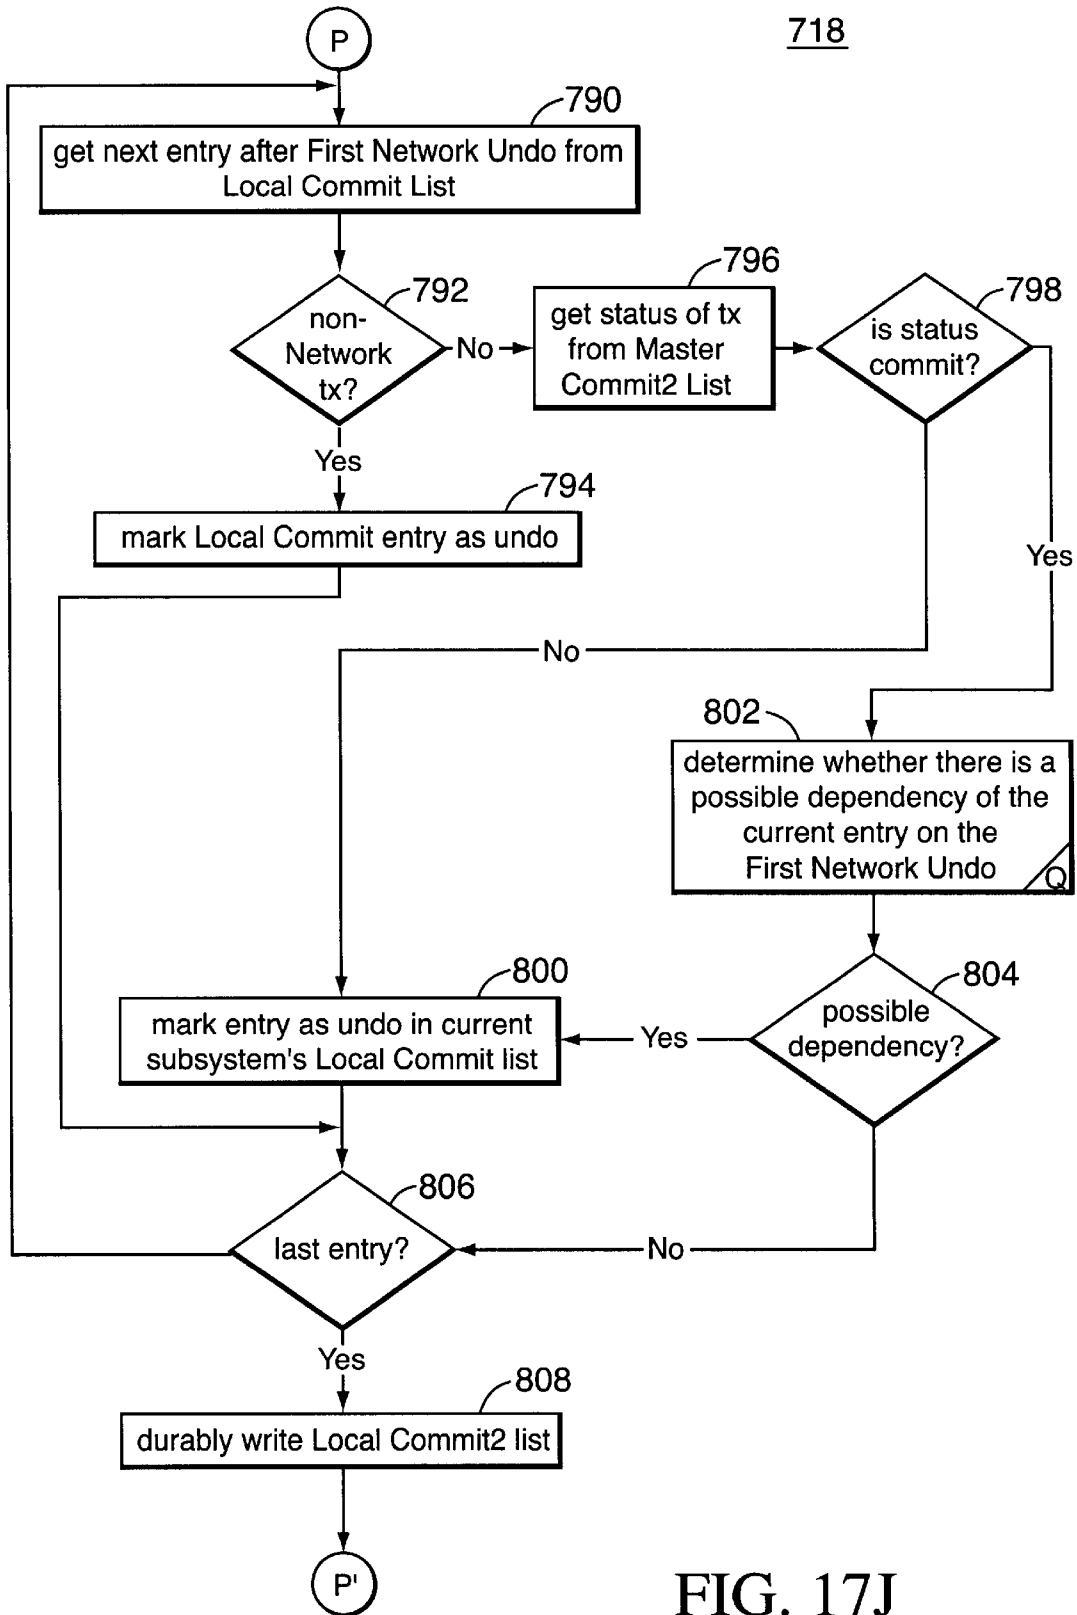 P
718
790
get next entry after First Network Undo from
Local Commit List
792
non-
Network
tx?
No
796
get status of tx
from Master
Commit2 List
798
is status
commit?
Yes
794
mark Local Commit entry as undo
Yes
No
802
determine whether there is a
possible dependency of the
current entry on the
First Network Undo
Q
800
mark entry as undo in current
subsystem's Local Commit list
Yes
804
possible
dependency?
806
last entry?
No
Yes
808
durably write Local Commit2 list
P'
FIG. 17J